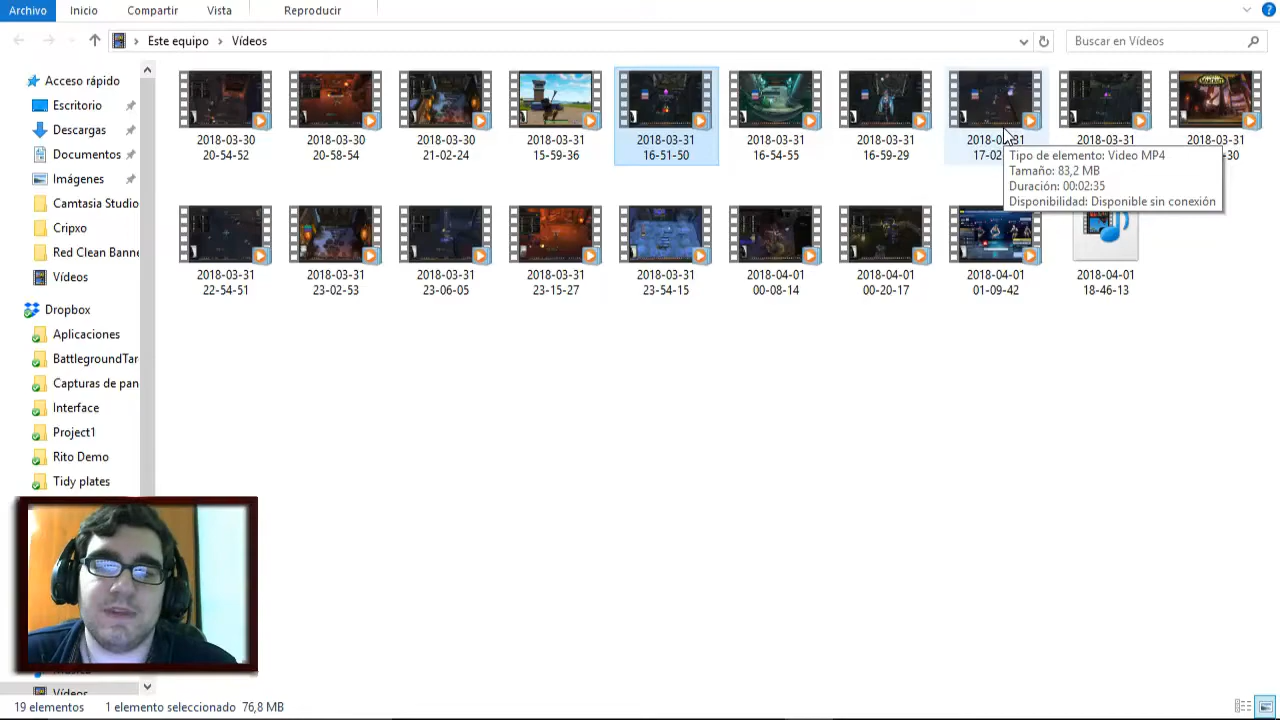 Archivo Inicio Compartir Vista Reproducir
Este equipo > Vídeos
Buscar en Vídeos
Acceso rápido
Escritorio
Descargas
Documentos
Imágenes
Camtasia Studio
Cripxo
Red Clean Banne
Vídeos
Dropbox
Aplicaciones
BattlegroundTar
Capturas de pan
Interface
Project1
Rito Demo
Tidy plates
Vídeos
2018-03-30
20-54-52
2018-03-30
20-58-54
2018-03-30
21-02-24
2018-03-31
15-59-36
2018-03-31
16-51-50
2018-03-31
16-54-55
2018-03-31
16-59-29
2018-03-31
17-02
2018-03-31
2018-03-31
-30
Tipo de elemento: Video MP4
Tamaño: 83,2 MB
Duración: 00:02:35
Disponibilidad: Disponible sin conexión
2018-03-31
22-54-51
2018-03-31
23-02-53
2018-03-31
23-06-05
2018-03-31
23-15-27
2018-03-31
23-54-15
2018-04-01
00-08-14
2018-04-01
00-20-17
2018-04-01
01-09-42
2018-04-01
18-46-13
19 elementos 1 elemento seleccionado 76,8 MB